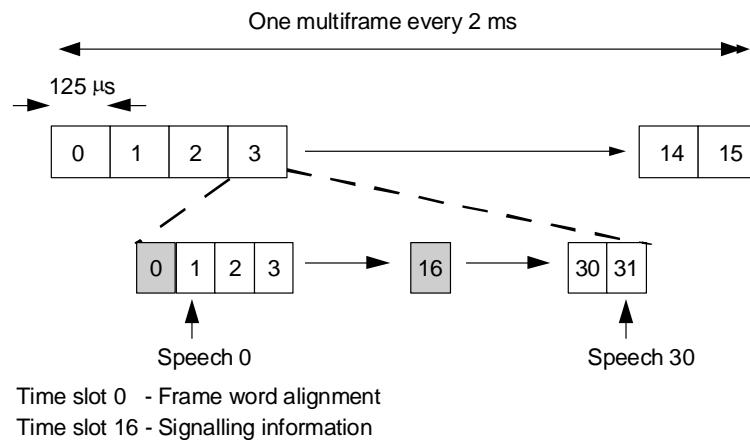 One multiframe every 2 ms
125 µs
0 1 2 3 14 15
0 1 2 3 16 30 31
Speech 0 Speech 30
Time slot 0 - Frame word alignment
Time slot 16 - Signalling information